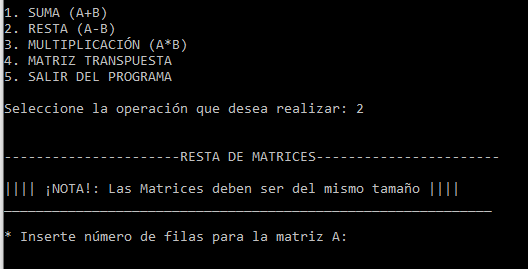 1. SUMA (A+B)
2. RESTA (A-B)
3. MULTIPLICACIÓN (A*B)
4. MATRIZ TRANSPUESTA
5. SALIR DEL PROGRAMA
Seleccione la operación que desea realizar: 2
----------------------RESTA DE MATRICES-----------------------
|||| ¡NOTA!: Las Matrices deben ser del mismo tamaño ||||
_____________________________________________________________
* Inserte número de filas para la matriz A: